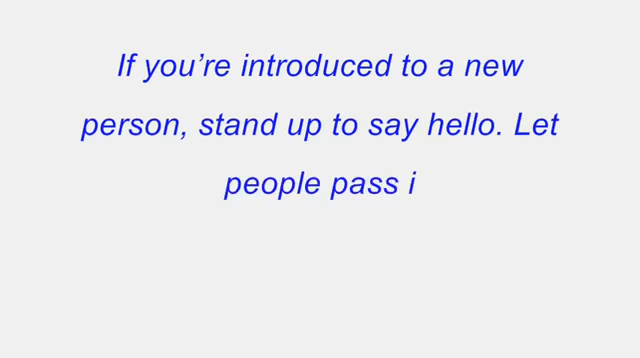 If you’re introduced to a new
person, stand up to say hello. Let
people pass i